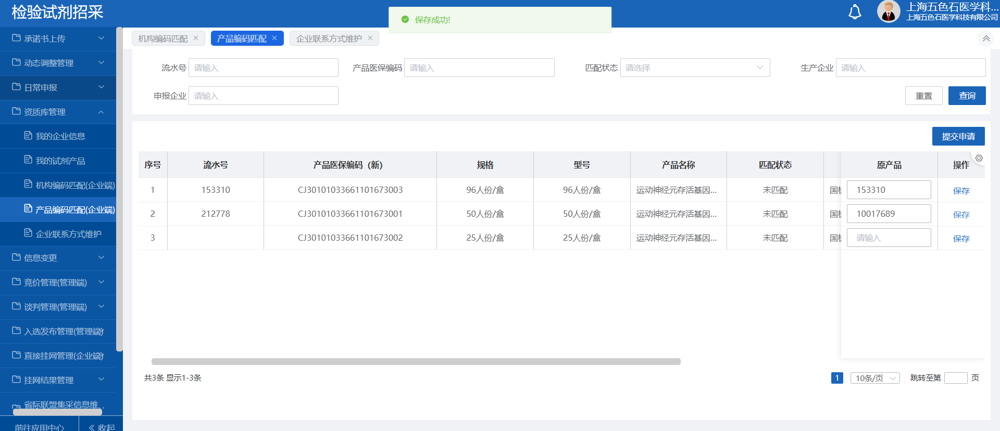 检验试剂招采
保存成功!
上海五色石医学科...
上海五色石医学科技有限公司
承诺书上传
动态调整管理
日常申报
资质库管理
我的企业信息
我的试剂产品
机构编码匹配(企业端)
产品编码匹配(企业端)
企业联系方式维护
信息变更
竞价管理(管理端)
谈判管理(管理端)
入选发布管理(管理端)
直接挂网管理(企业端)
挂网结果管理
省际联盟集采信息维
前往应用中心 收起
机构编码匹配 产品编码匹配 企业联系方式维护
流水号 请输入 产品医保编码 请输入 匹配状态 请选择 生产企业 请输入
申报企业 请输入 重置 查询
提交申请
序号 流水号 产品医保编码（新） 规格 型号 产品名称 匹配状态 原产品 操作
1 153310 CJ30101033661101673003 96人份/盒 96人份/盒 运动神经元存活基因... 未匹配 国 153310 保存
2 212778 CJ30101033661101673001 50人份/盒 50人份/盒 运动神经元存活基因... 未匹配 国 10017689 保存
3 CJ30101033661101673002 25人份/盒 25人份/盒 运动神经元存活基因... 未匹配 国 请输入 保存
共3条 显示1-3条 1 10条/页 跳转至第 页